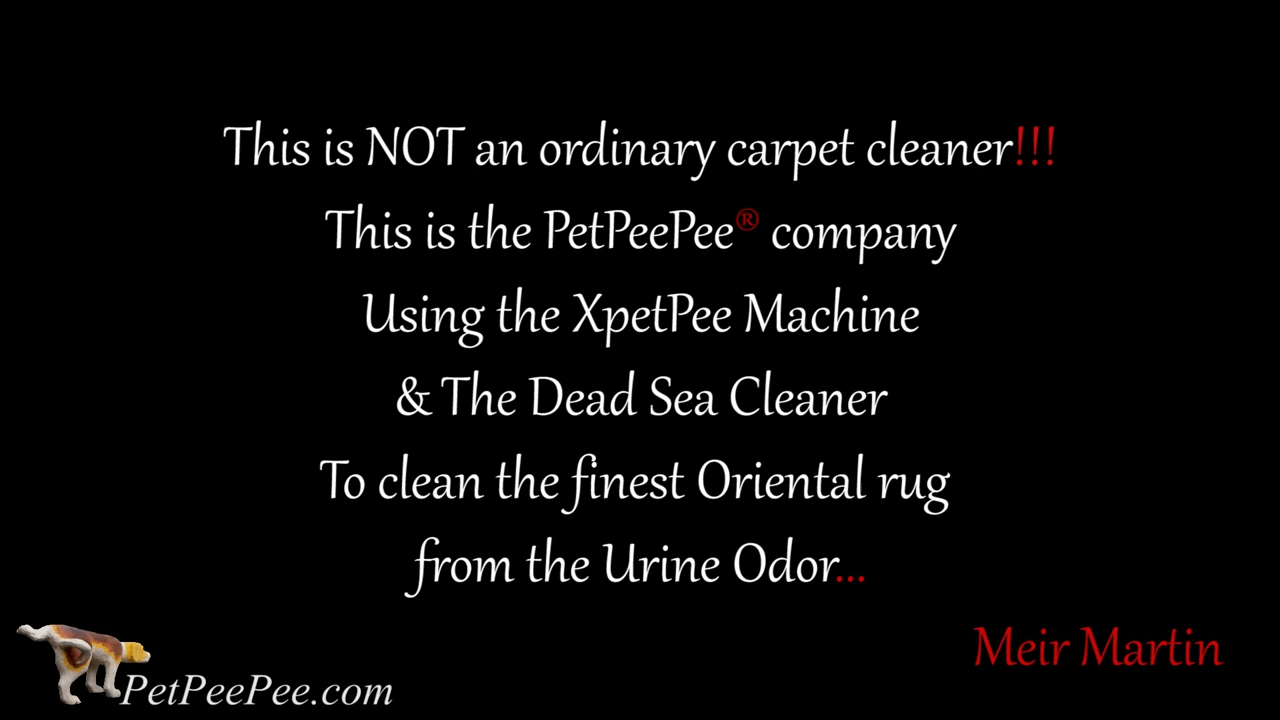 This is NOT an ordinary carpet cleaner!!!
This is the PetPeePee® company
Using the XpetPee Machine
& The Dead Sea Cleaner
To clean the finest Oriental rug
from the Urine Odor...
Meir Martin
PetPeePee.com